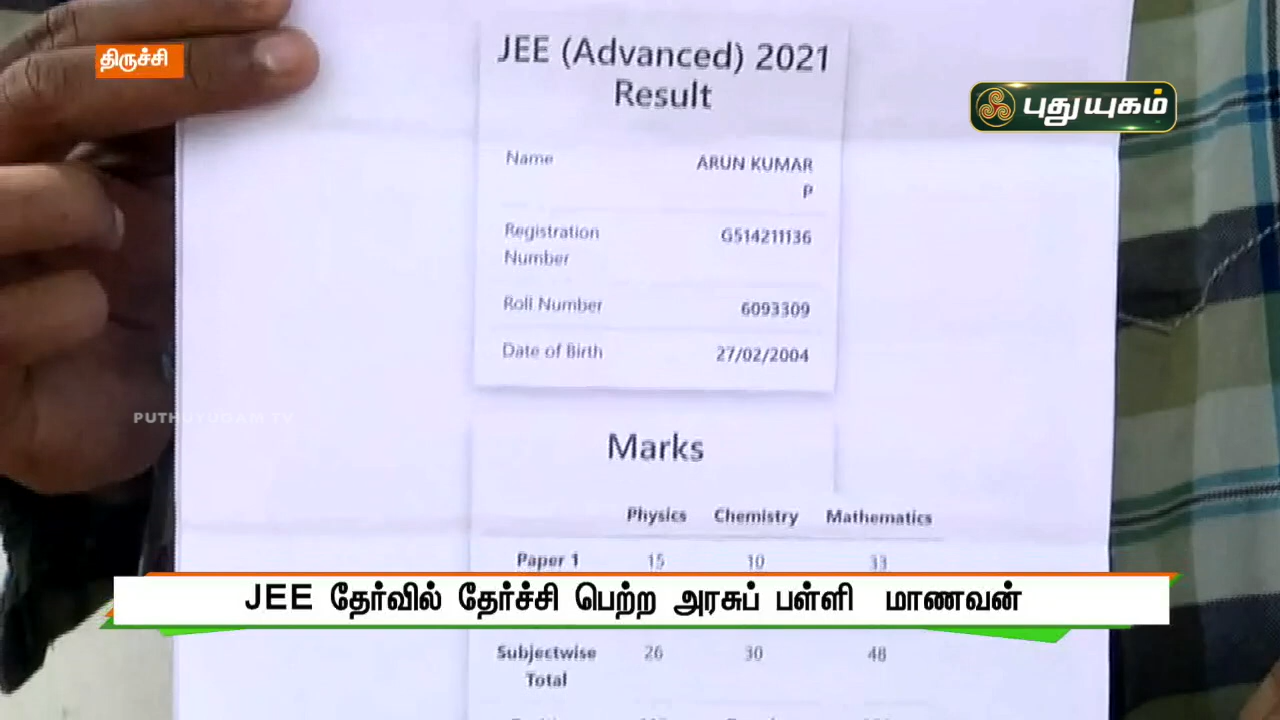 திருச்சி
புதுயுகம்
JEE (Advanced) 2021
Result
Name ARUN KUMAR
P
Registration G514211136
Number
Roll Number 6093309
Date of Birth 27/02/2004
PUTHUYUGAM TV
Marks
Physics Chemistry Mathematics
Paper 1 15 10 33
JEE தேர்வில் தேர்ச்சி பெற்ற அரசுப் பள்ளி மாணவன்
Subjectwise 26 30 48
Total